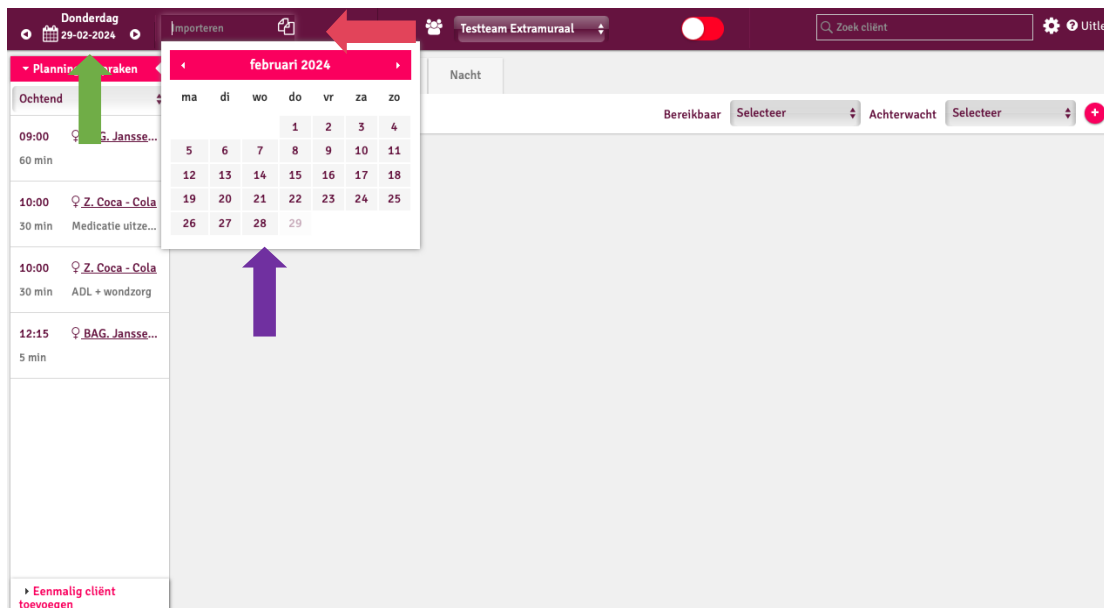 Donderdag
29-02-2024
Importeren
Testteam Extramuraal
Zoek cliënt
Uitle
februari 2024
Nacht
Ochtend
ma di wo do vr za zo
1 2 3 4
5 6 7 8 9 10 11
12 13 14 15 16 17 18
19 20 21 22 23 24 25
26 27 28 29
Bereikbaar Selecteer Achterwacht Selecteer
09:00 G. Jansse...
60 min
10:00 Z. Coca - Cola
30 min Medicatie uitze...
10:00 Z. Coca - Cola
30 min ADL + wondzorg
12:15 BAG. Jansse...
5 min
Eenmalig cliënt
toevoegen